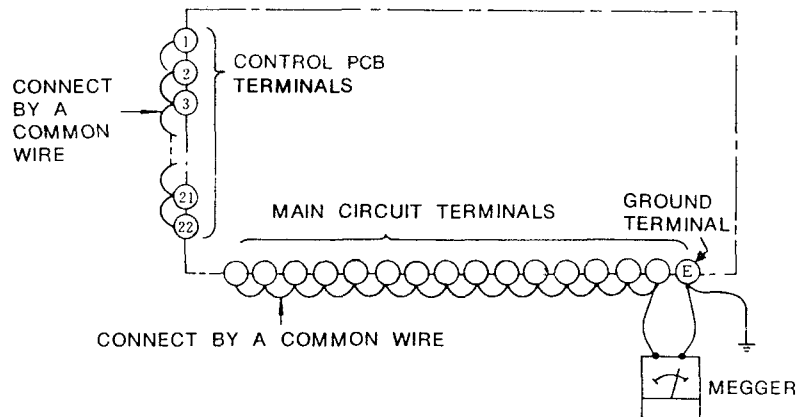 1
2
3
21
22
CONTROL PCB
TERMINALS
CONNECT
BY A
COMMON
WIRE
MAIN CIRCUIT TERMINALS
GROUND
TERMINAL
E
CONNECT BY A COMMON WIRE
MEGGER